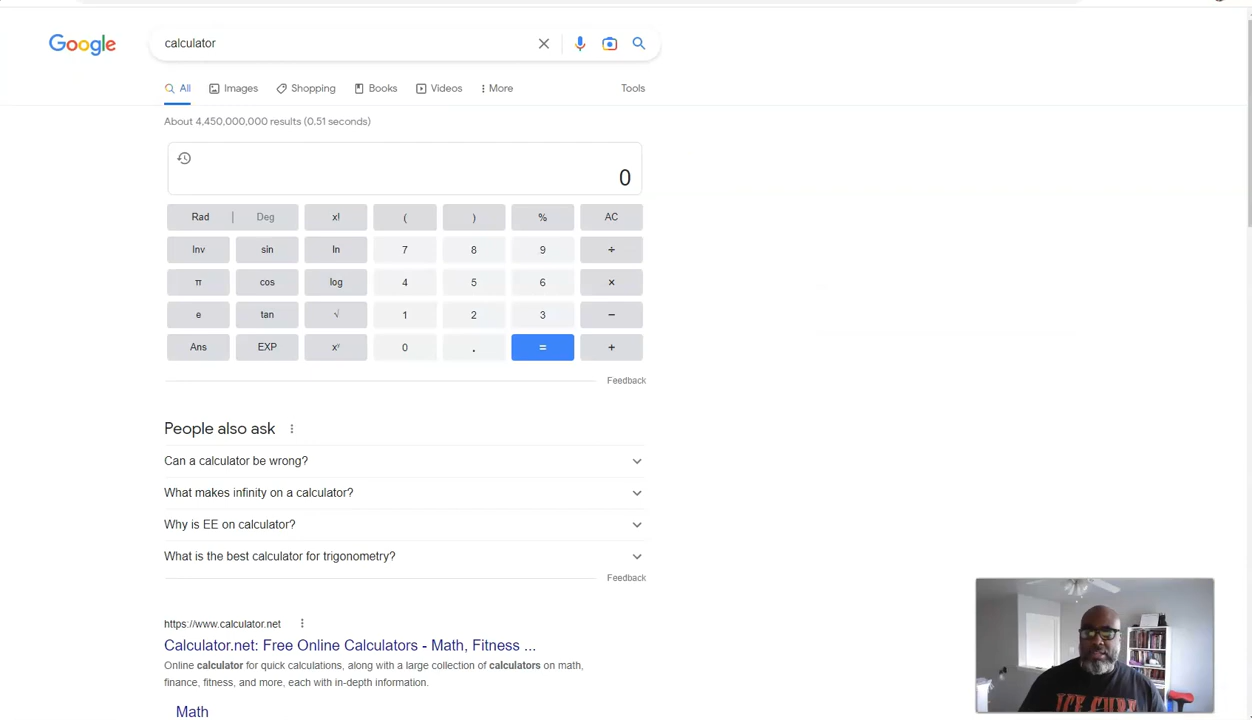 Google
calculator
All Images Shopping Books Videos More Tools
About 4,450,000,000 results (0.51 seconds)
0
Rad | Deg x! ( ) % AC
Inv sin ln 7 8 9 ÷
π cos log 4 5 6 ×
e tan √ 1 2 3 −
Ans EXP xʸ 0 . = +
Feedback
People also ask
Can a calculator be wrong?
What makes infinity on a calculator?
Why is EE on calculator?
What is the best calculator for trigonometry?
Feedback
https://www.calculator.net
Calculator.net: Free Online Calculators - Math, Fitness ...
Online calculator for quick calculations, along with a large collection of calculators on math,
finance, fitness, and more, each with in-depth information.
Math
ICE CUBE